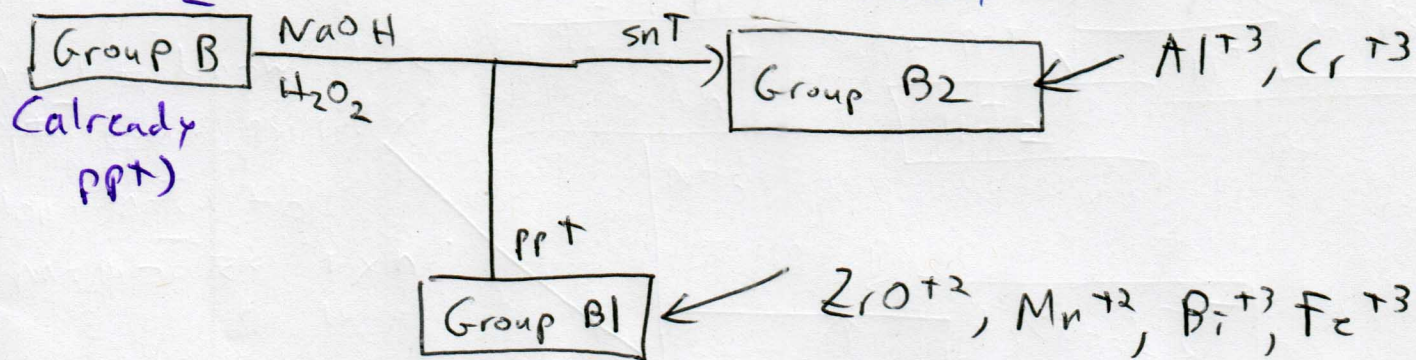 Group B
NaOH
H₂O₂
snT
Group B2
Al⁺³, Cr⁺³
(already
ppt)
ppt
Group B1
ZrO⁺², Mn⁺², Bi⁺³, Fe⁺³